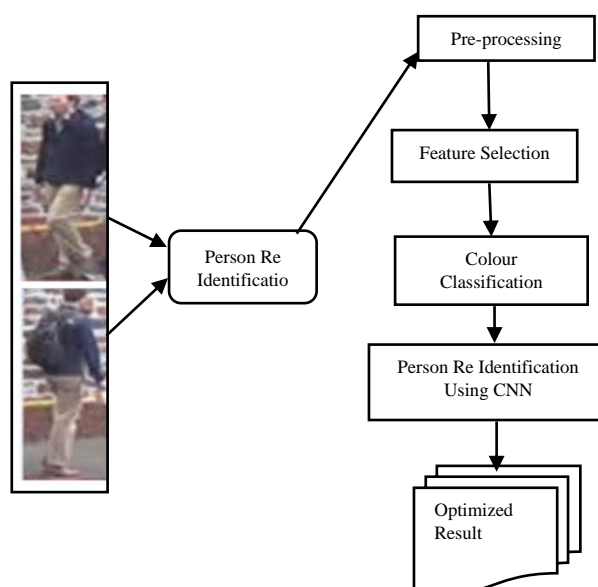 Pre-processing
Feature Selection
Person Re
Identificatio
Colour
Classification
Person Re Identification
Using CNN
Optimized
Result